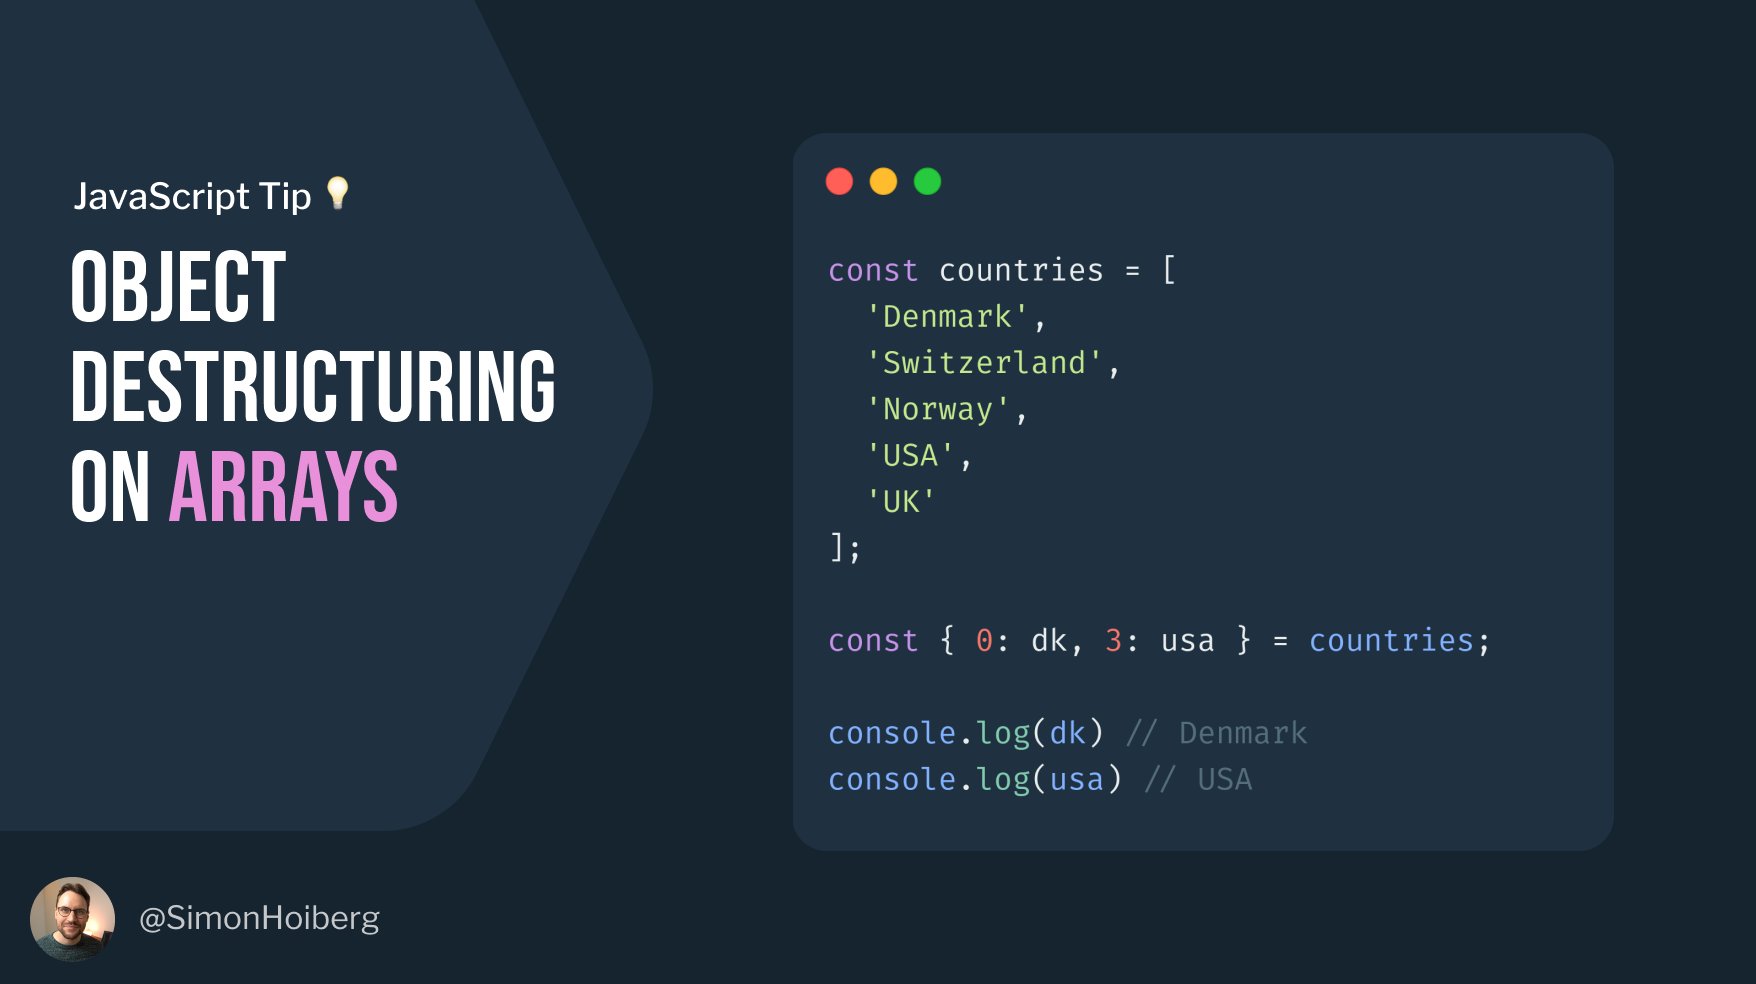 JavaScript Tip 💡
OBJECT
DESTRUCTURING
ON ARRAYS
const countries = [
  'Denmark',
  'Switzerland',
  'Norway',
  'USA',
  'UK'
];
const { 0: dk, 3: usa } = countries;
console.log(dk) // Denmark
console.log(usa) // USA
@SimonHoiberg